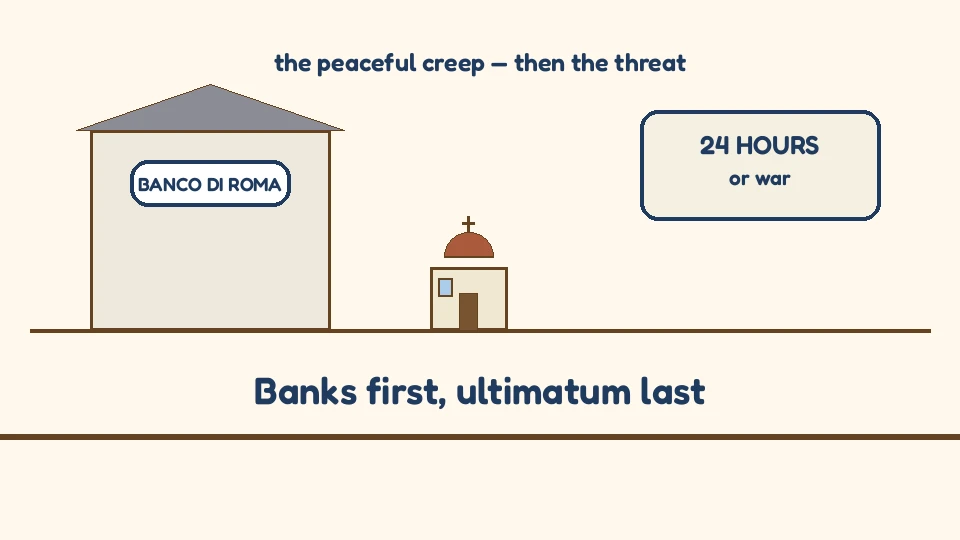 the peaceful creep — then the threat
BANCO DI ROMA
24 HOURS
or war
Banks first, ultimatum last